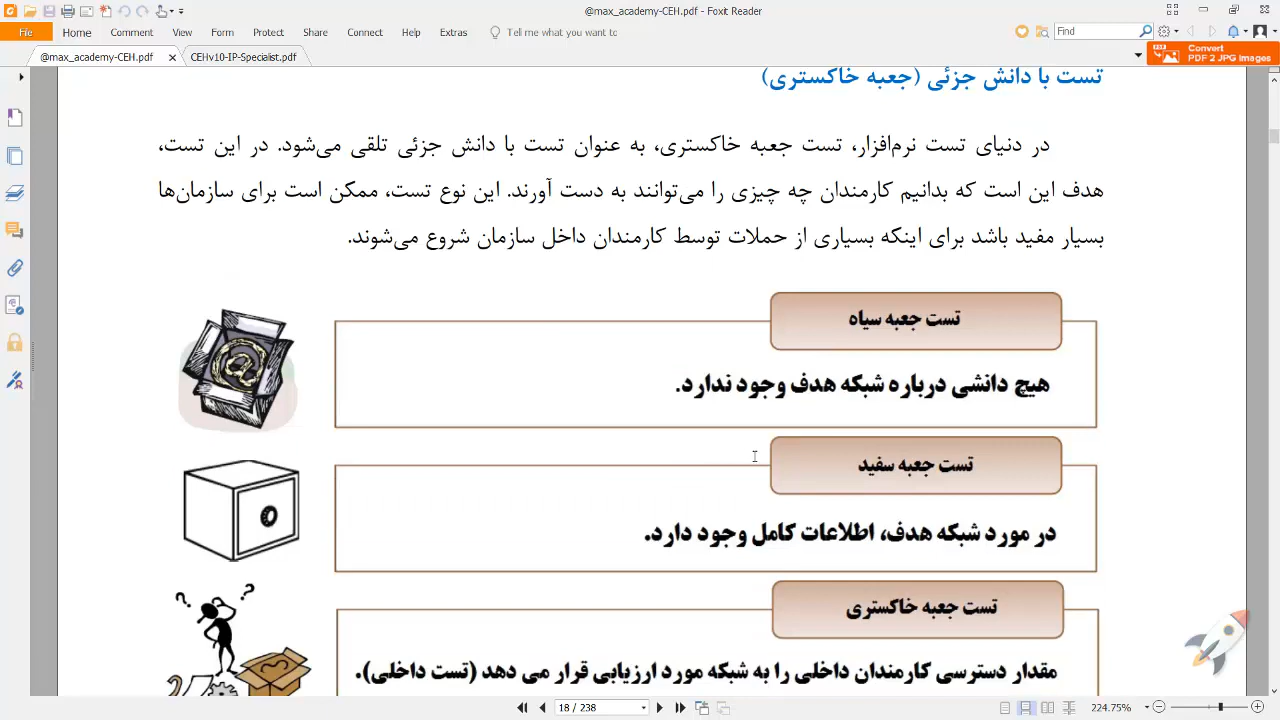 @max_academy-CEH.pdf - Foxit Reader
File Home Comment View Form Protect Share Connect Help Extras Tell me what you want to Find
@max_academy-CEH.pdf CEHv10-IP-Specialist.pdf
Convert
PDF 2 JPG Images
تست با دانش جزئی (جعبه خاکستری)
در دنیای تست نرم‌افزار، تست جعبه خاکستری، به عنوان تست با دانش جزئی تلقی می‌شود. در این تست،
هدف این است که بدانیم کارمندان چه چیزی را می‌توانند به دست آورند. این نوع تست، ممکن است برای سازمان‌ها
بسیار مفید باشد برای اینکه بسیاری از حملات توسط کارمندان داخل سازمان شروع می‌شوند.
تست جعبه سیاه
هیچ دانشی درباره شبکه هدف وجود ندارد.
تست جعبه سفید
در مورد شبکه هدف، اطلاعات کامل وجود دارد.
تست جعبه خاکستری
مقدار دسترسی کارمندان داخلی را به شبکه مورد ارزیابی قرار می دهد (تست داخلی).
18 / 238
224.75%